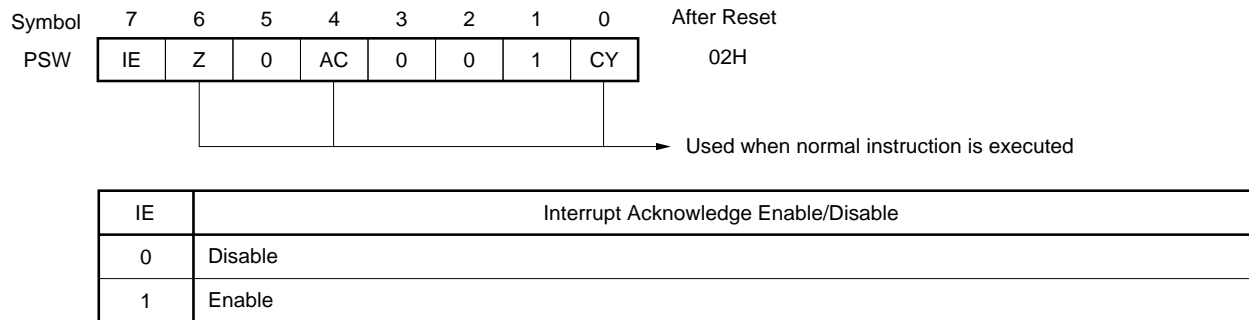 Symbol 7 6 5 4 3 2 1 0 After Reset
PSW IE Z 0 AC 0 0 1 CY 02H
Used when normal instruction is executed
IE Interrupt Acknowledge Enable/Disable
0 Disable
1 Enable